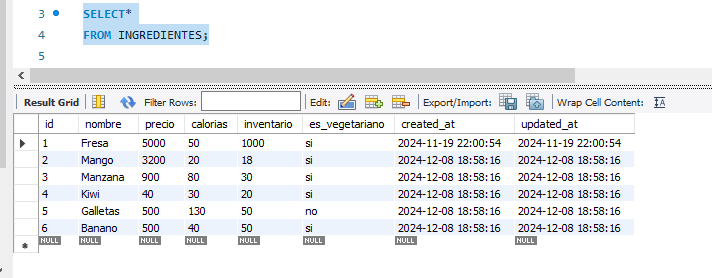 3 SELECT*
4 FROM INGREDIENTES;
5
Result Grid Filter Rows: Edit: Export/Import: Wrap Cell Content: IA
id nombre precio calorias inventario es_vegetariano created_at updated_at
1 Fresa 5000 50 1000 si 2024-11-19 22:00:54 2024-11-19 22:00:54
2 Mango 3200 20 18 si 2024-12-08 18:58:16 2024-12-08 18:58:16
3 Manzana 900 80 30 si 2024-12-08 18:58:16 2024-12-08 18:58:16
4 Kiwi 40 30 20 si 2024-12-08 18:58:16 2024-12-08 18:58:16
5 Galletas 500 130 50 no 2024-12-08 18:58:16 2024-12-08 18:58:16
6 Banano 500 40 50 si 2024-12-08 18:58:16 2024-12-08 18:58:16
NULL NULL NULL NULL NULL NULL NULL NULL